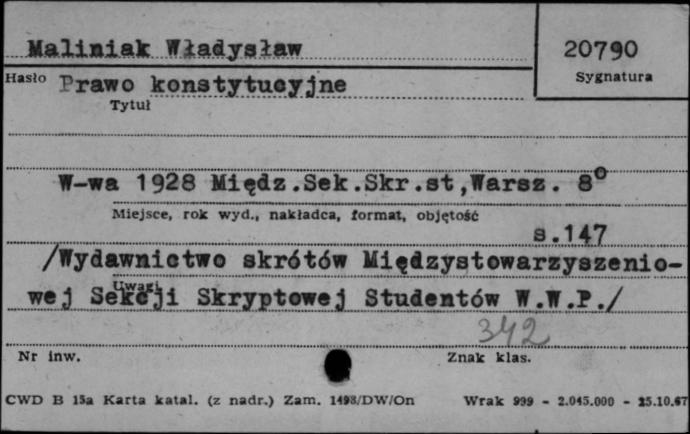 Maliniak Władysław
20790
Hasło
Sygnatura
Prawo konstytucyjne
Tytuł
W-wa 1928 Międz.Sek.Skr.st,Warsz. 8°
Miejsce, rok wyd., nakładca, format, objętość
s.147
/Wydawnictwo skrótów Międzystowarzyszenio-
Uwagi
wej Sekcji Skryptowej Studentów W.W.P./
342
Nr inw.
Znak klas.
CWD B 15a Karta katal. (z nadr.) Zam. 1498/DW/On
Wrak 999 - 2.045.000 - 25.10.67